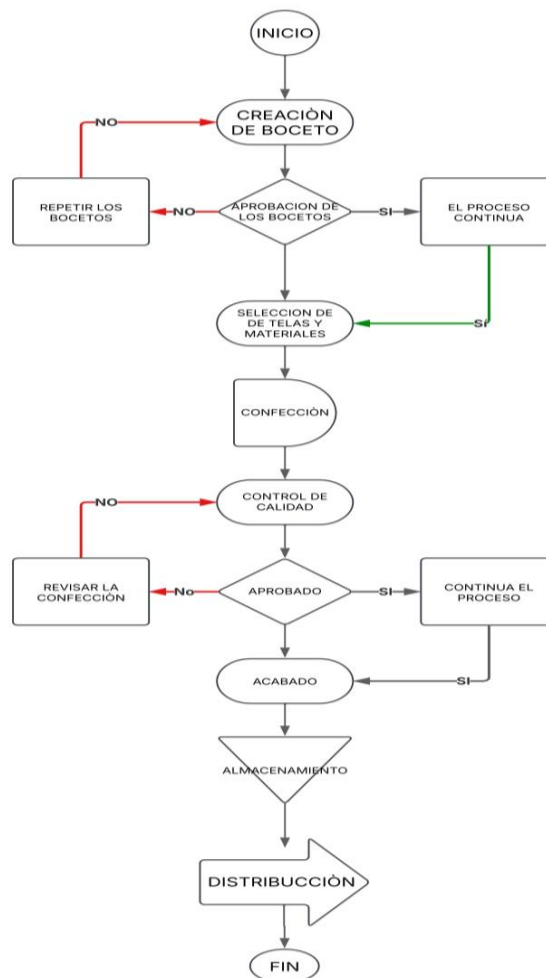 INICIO
CREACIÒN
DE BOCETO
NO
REPETIR LOS
BOCETOS
NO
APROBACION DE
LOS BOCETOS
SI
EL PROCESO
CONTINUA
SELECCION DE
DE TELAS Y
MATERIALES
Sí
CONFECCIÒN
CONTROL DE
CALIDAD
NO
REVISAR LA
CONFECCIÒN
No
APROBADO
SI
CONTINUA EL
PROCESO
ACABADO
SI
ALMACENAMIENTO
DISTRIBUCCIÒN
FIN